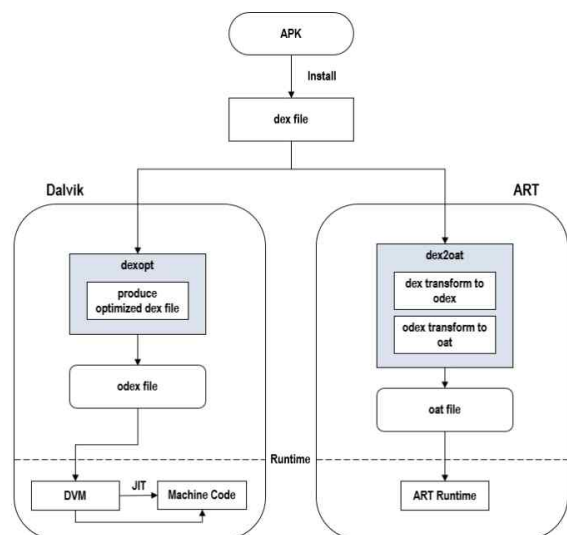 APK
Install
dex file
Dalvik
ART
dexopt
produce
optimized dex file
dex2oat
dex transform to
odex
odex transform to
oat
odex file
oat file
Runtime
DVM
JIT
Machine Code
ART Runtime